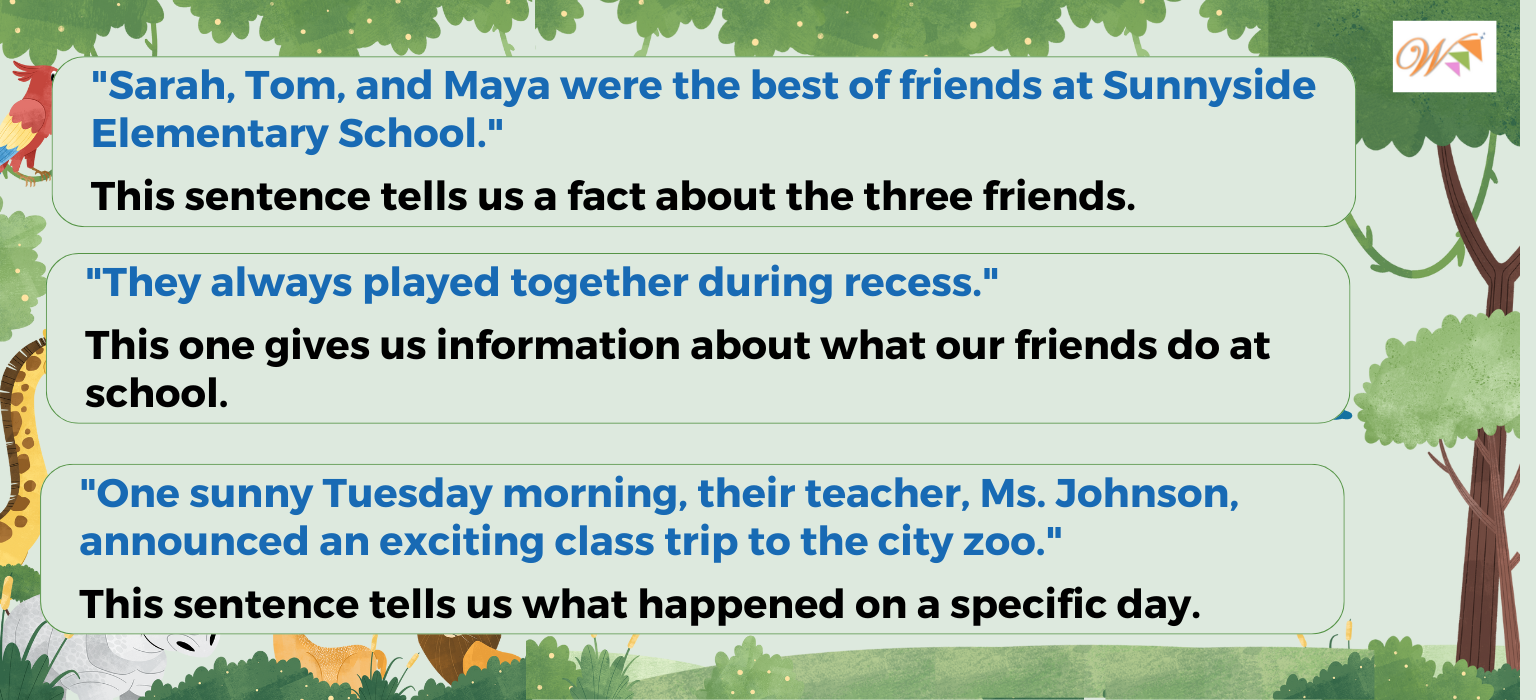 W
"Sarah, Tom, and Maya were the best of friends at Sunnyside
Elementary School."
This sentence tells us a fact about the three friends.
"They always played together during recess."
This one gives us information about what our friends do at
school.
"One sunny Tuesday morning, their teacher, Ms. Johnson,
announced an exciting class trip to the city zoo."
This sentence tells us what happened on a specific day.